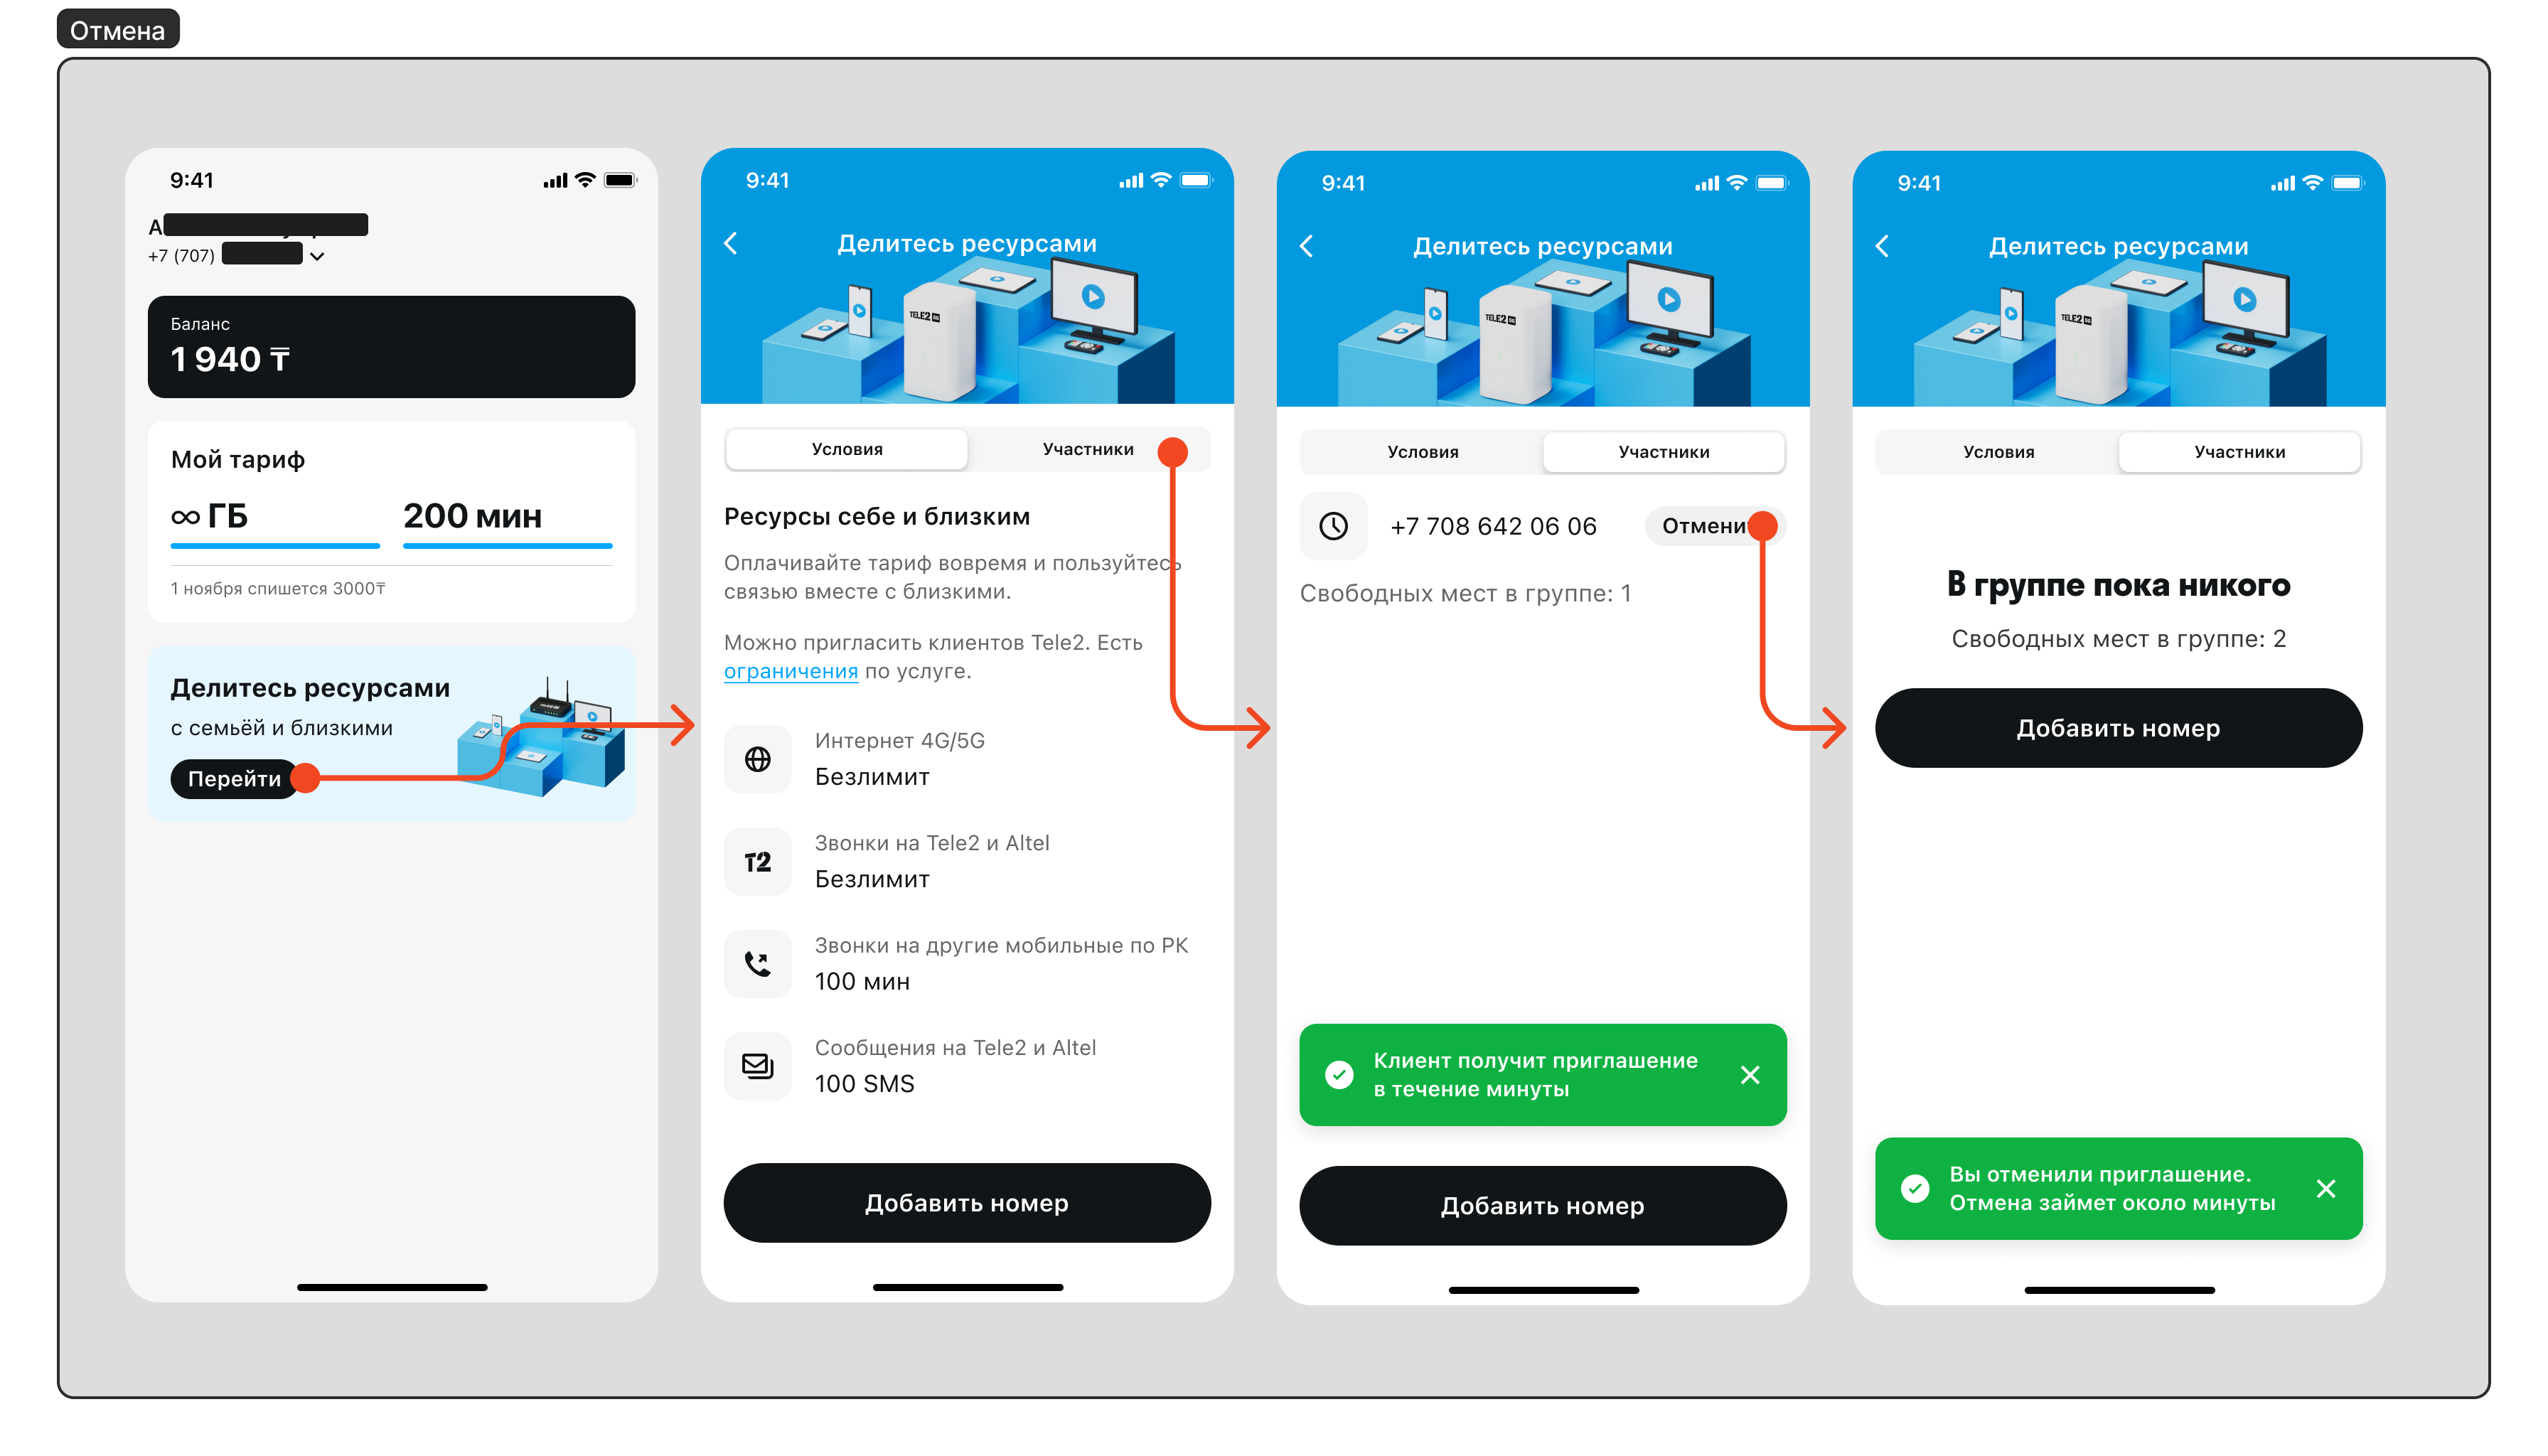 Отмена
9:41
А
+7 (707)
Баланс
1 940 ₸
Мой тариф
∞ ГБ
200 мин
1 ноября спишется 3000₸
Делитесь ресурсами
с семьёй и близкими
Перейти
9:41
Делитесь ресурсами
TELE2 5G
Условия
Участники
Ресурсы себе и близким
Оплачивайте тариф вовремя и пользуйтесь
связью вместе с близкими.
Можно пригласить клиентов Tele2. Есть
ограничения по услуге.
Интернет 4G/5G
Безлимит
T2
Звонки на Tele2 и Altel
Безлимит
Звонки на другие мобильные по РК
100 мин
Сообщения на Tele2 и Altel
100 SMS
Добавить номер
9:41
Делитесь ресурсами
TELE2 5G
Условия
Участники
+7 708 642 06 06
Отмени
Свободных мест в группе: 1
Клиент получит приглашение
в течение минуты
Добавить номер
9:41
Делитесь ресурсами
TELE2 5G
Условия
Участники
В группе пока никого
Свободных мест в группе: 2
Добавить номер
Вы отменили приглашение.
Отмена займет около минуты